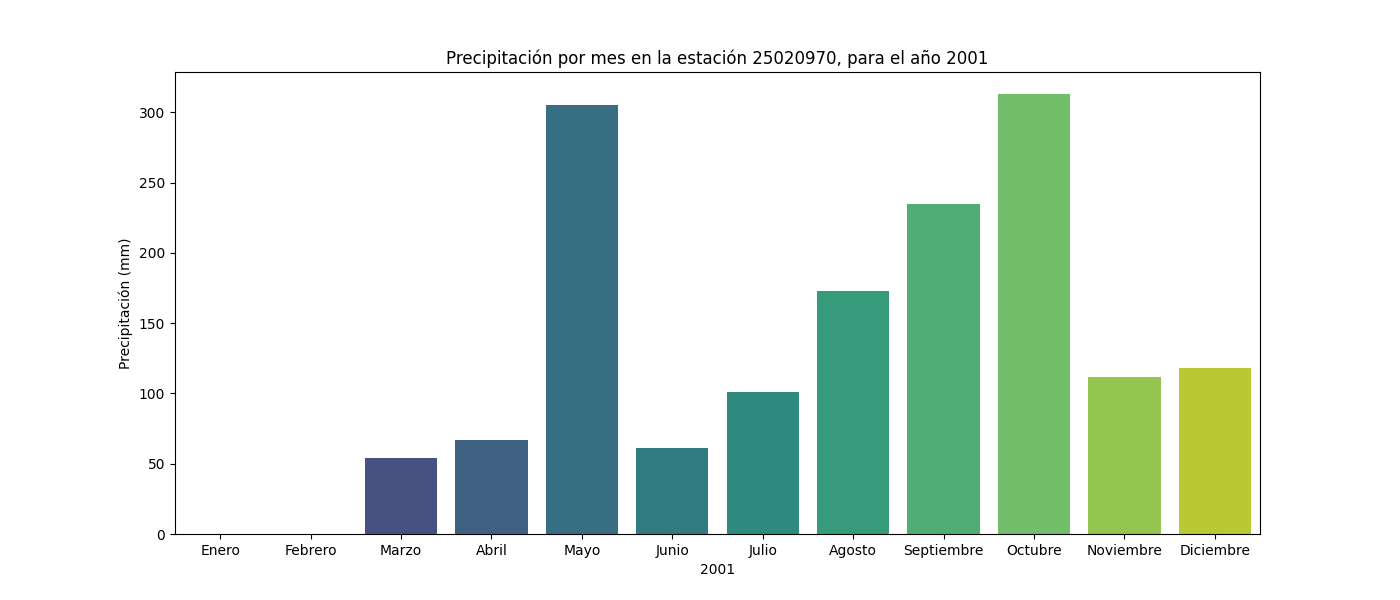 Precipitación por mes en la estación 25020970, para el año 2001
Precipitación (mm)
300
250
200
150
100
50
0
Enero Febrero Marzo Abril Mayo Junio Julio Agosto Septiembre Octubre Noviembre Diciembre
2001